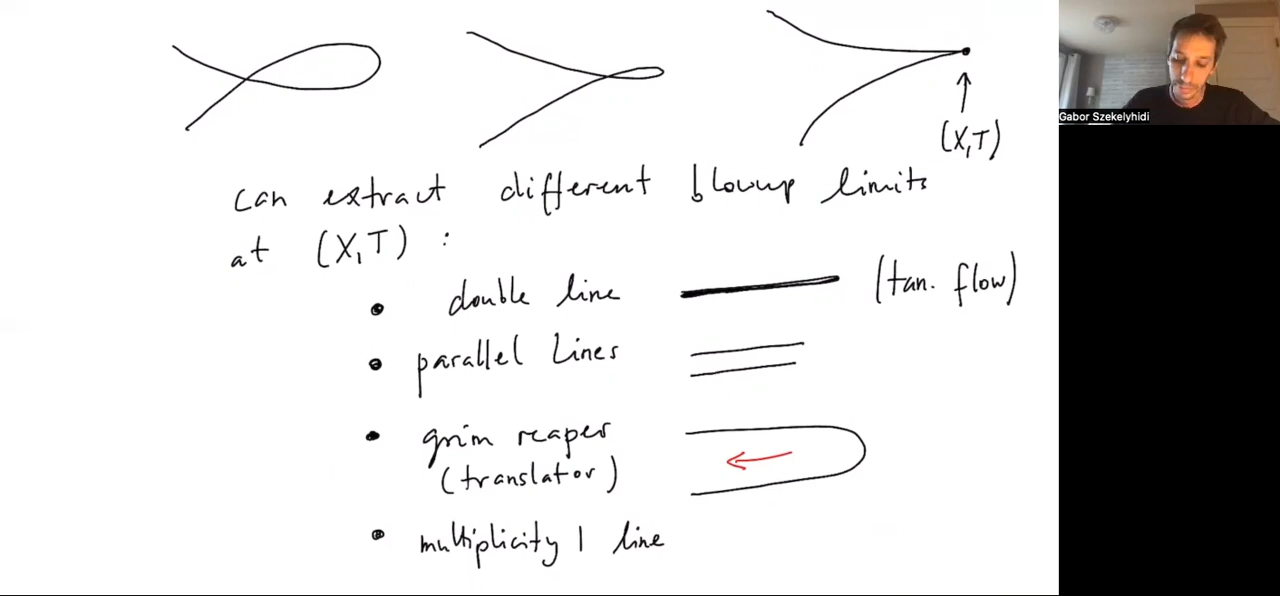 Gabor Szekelyhidi
(X,T)
can extract different blowup limits
at (X,T) :
• double line (tan. flow)
• parallel lines
• grim reaper
(translator)
• multiplicity 1 line